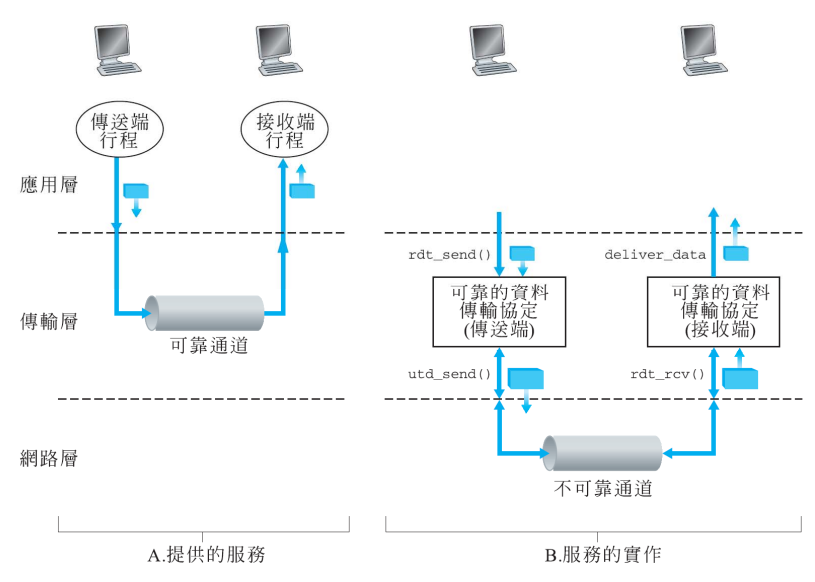 傳送端
行程
接收端
行程
應用層
rdt_send()
deliver_data
可靠的資料
傳輸協定
(傳送端)
可靠的資料
傳輸協定
(接收端)
傳輸層
可靠通道
utd_send()
rdt_rcv()
網路層
不可靠通道
A.提供的服務
B.服務的實作